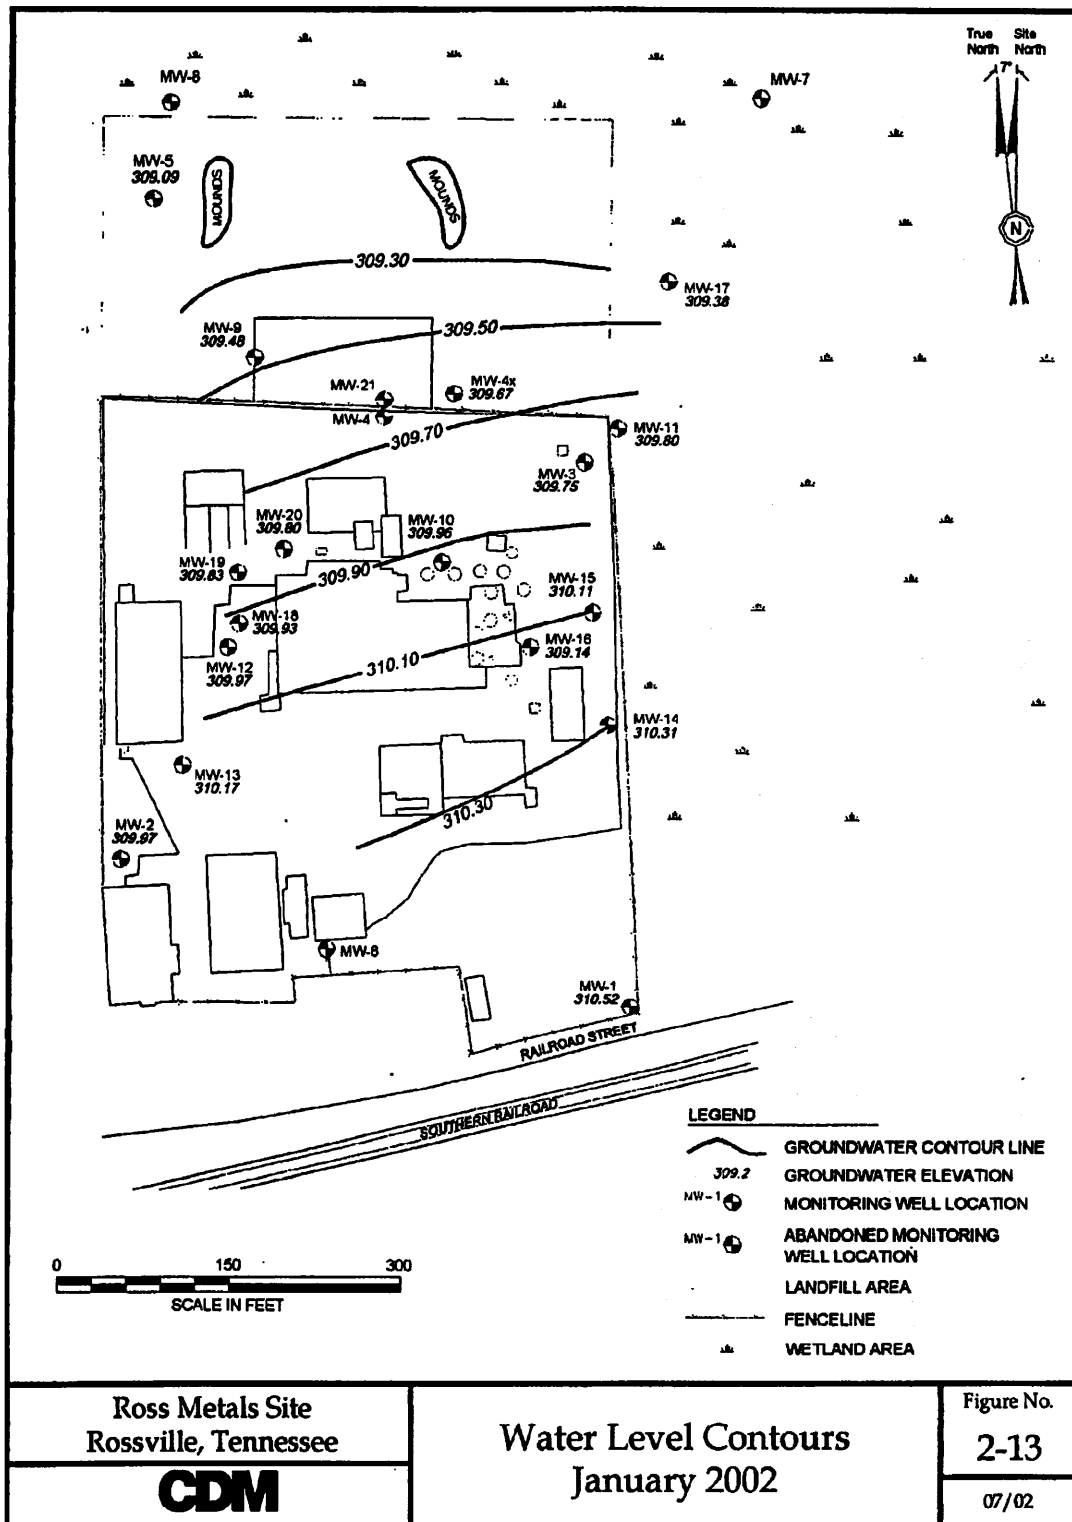 True North
Site North
7°
N
MW-8
MW-7
MW-5
309.09
MOUNDS
MOUNDS
309.30
MW-17
309.38
MW-9
309.48
309.50
MW-21
MW-4x
309.67
MW-4
309.70
MW-11
309.80
MW-3
309.75
MW-20
309.80
MW-10
309.96
MW-19
309.83
309.90
MW-15
310.11
MW-18
309.93
MW-16
309.14
MW-12
309.97
310.10
MW-14
310.31
MW-13
310.17
310.30
MW-2
309.97
MW-6
MW-1
310.52
RAILROAD STREET
SOUTHERN RAILROAD
LEGEND
GROUNDWATER CONTOUR LINE
309.2 GROUNDWATER ELEVATION
MW-1 MONITORING WELL LOCATION
MW-1 ABANDONED MONITORING
WELL LOCATION
LANDFILL AREA
FENCELINE
WETLAND AREA
0 150 300
SCALE IN FEET
Ross Metals Site
Rossville, Tennessee
CDM
Water Level Contours
January 2002
Figure No.
2-13
07/02